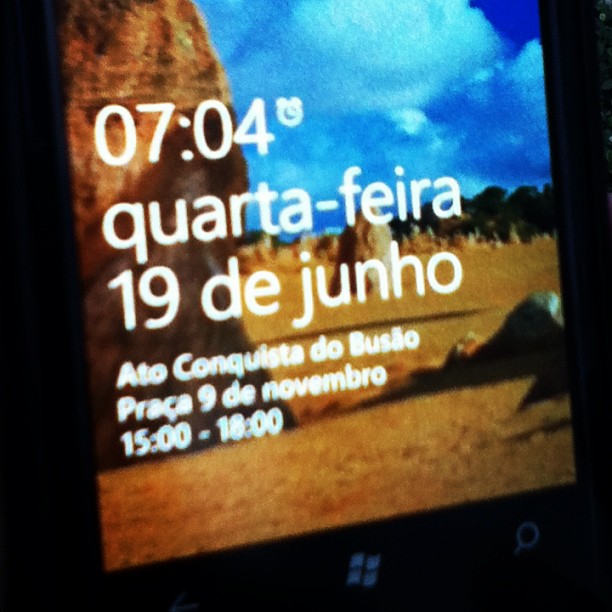 07:04
quarta-feira
19 de junho
Ato Conquista do Busão
Praça 9 de novembro
15:00 - 18:00